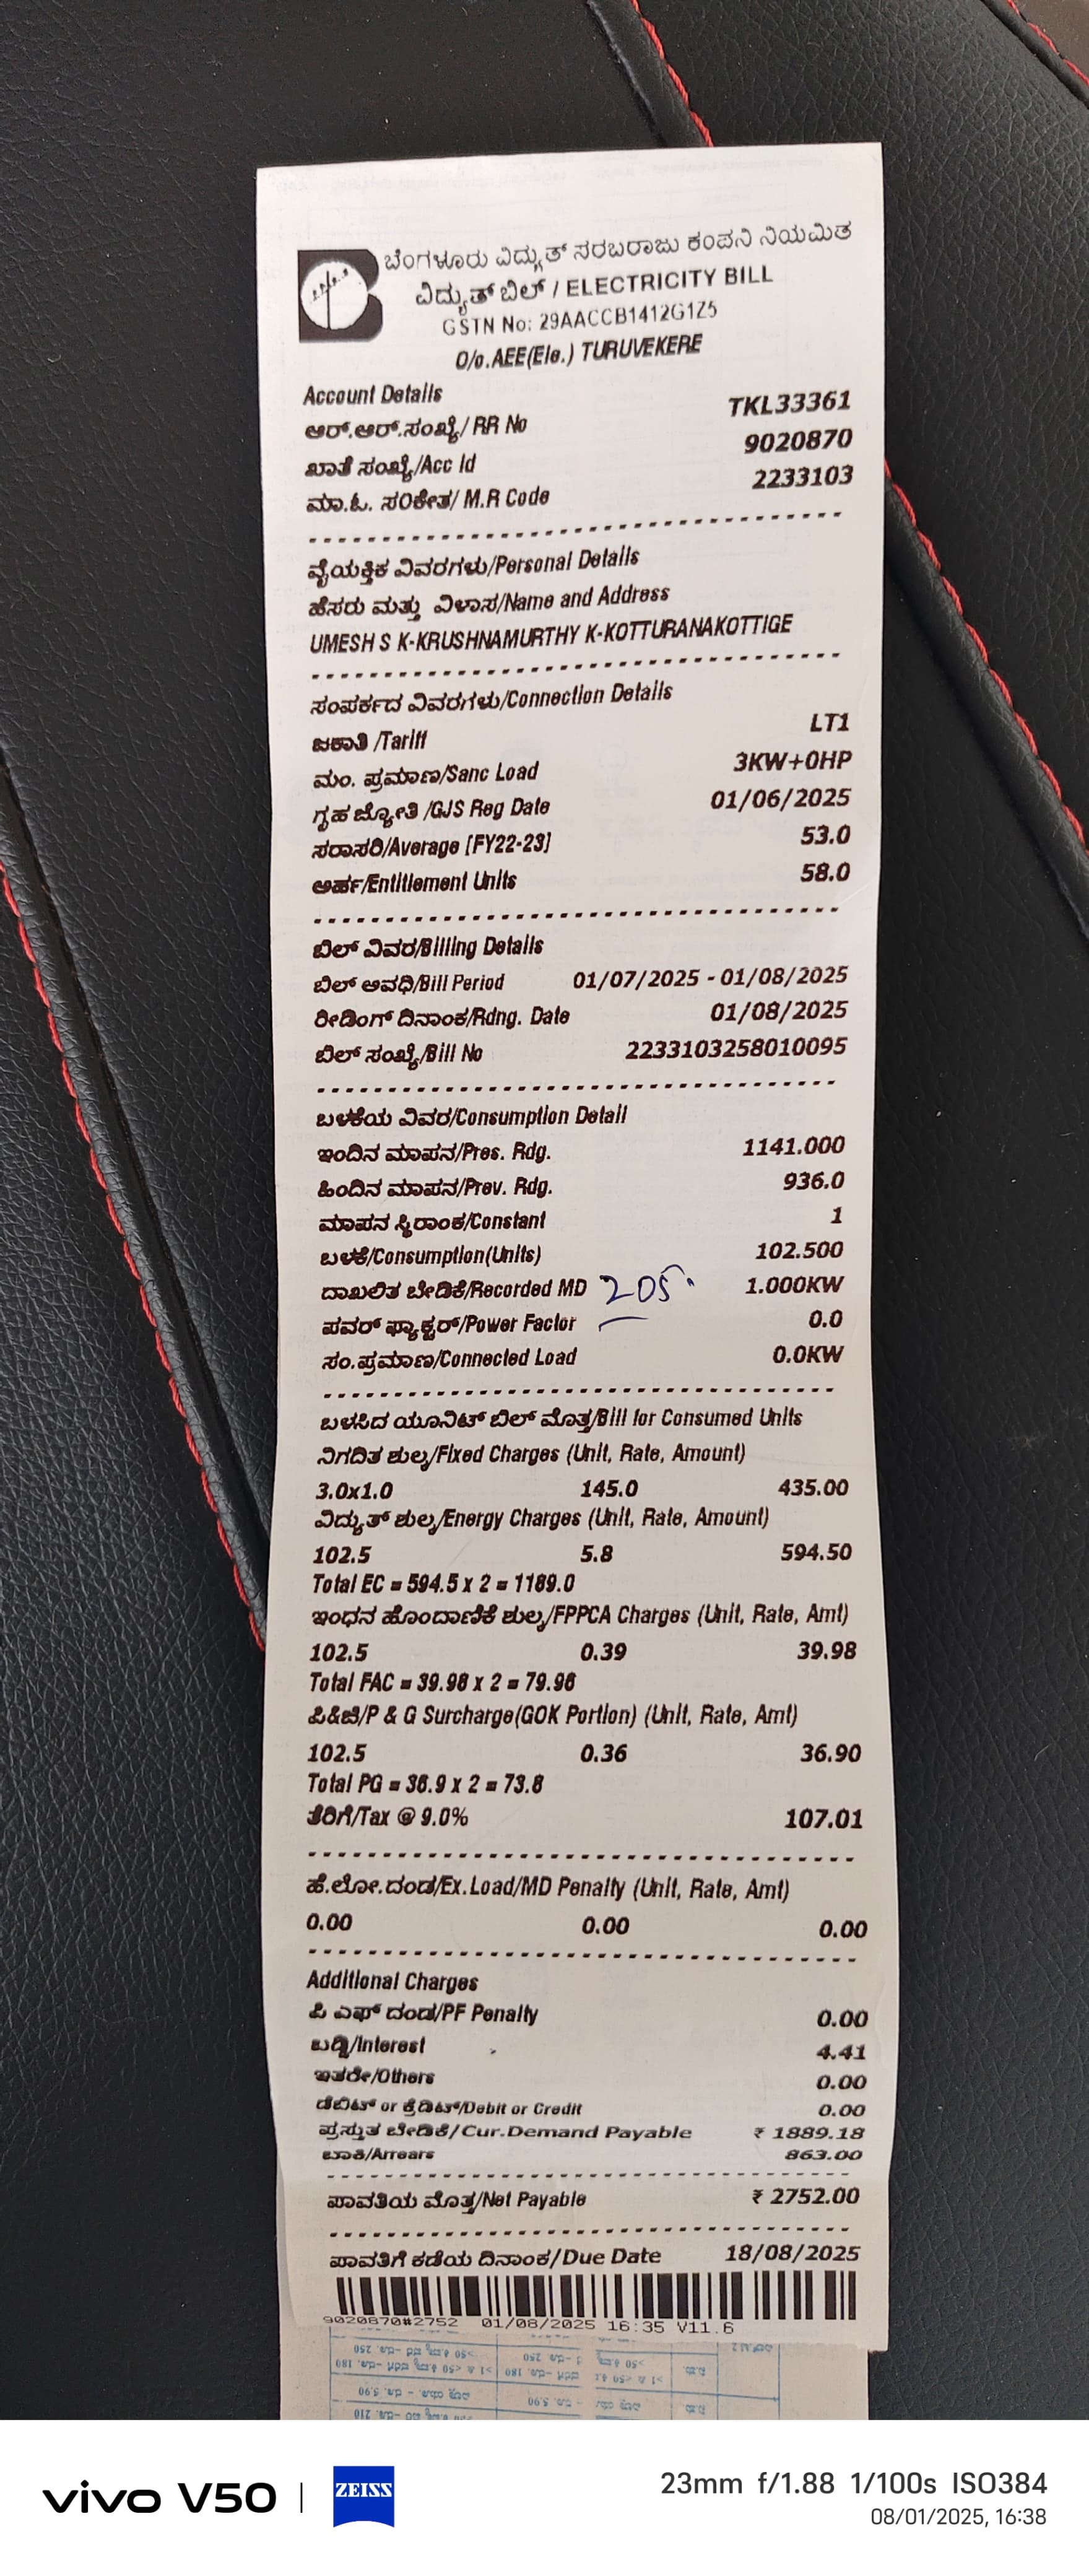 ಬೆಂಗಳೂರು ವಿದ್ಯುತ್ ಸರಬರಾಜು ಕಂಪನಿ ನಿಯಮಿತ
ವಿದ್ಯುತ್ ಬಿಲ್ / ELECTRICITY BILL
GSTN No: 29AACCB1412G1Z5
O/o.AEE(Ele.) TURUVEKERE
Account Details
ಆರ್.ಆರ್.ಸಂಖ್ಯೆ/ RR No TKL33361
ಖಾತೆ ಸಂಖ್ಯೆ/Acc Id 9020870
ಮಾ.ಓ. ಸಂಕೇತ/ M.R Code 2233103
ವೈಯಕ್ತಿಕ ವಿವರಗಳು/Personal Details
ಹೆಸರು ಮತ್ತು ವಿಳಾಸ/Name and Address
UMESH S K-KRUSHNAMURTHY K-KOTTURANAKOTTIGE
ಸಂಪರ್ಕದ ವಿವರಗಳು/Connection Details
ಜಕಾತಿ /Tariff LT1
ಮಂ. ಪ್ರಮಾಣ/Sanc Load 3KW+0HP
ಗೃಹ ಜ್ಯೋತಿ /GJS Reg Date 01/06/2025
ಸರಾಸರಿ/Average [FY22-23] 53.0
ಅರ್ಹ/Entitlement Units 58.0
ಬಿಲ್ ವಿವರ/Billing Details
ಬಿಲ್ ಅವಧಿ/Bill Period 01/07/2025 - 01/08/2025
ರೀಡಿಂಗ್ ದಿನಾಂಕ/Rdng. Date 01/08/2025
ಬಿಲ್ ಸಂಖ್ಯೆ/Bill No 2233103258010095
ಬಳಕೆಯ ವಿವರ/Consumption Detail
ಇಂದಿನ ಮಾಪನ/Pres. Rdg. 1141.000
ಹಿಂದಿನ ಮಾಪನ/Prev. Rdg. 936.0
ಮಾಪನ ಸ್ಥಿರಾಂಕ/Constant 1
ಬಳಕೆ/Consumption(Units) 102.500
ದಾಖಲಿತ ಬೇಡಿಕೆ/Recorded MD 205 1.000KW
ಪವರ್ ಫ್ಯಾಕ್ಟರ್/Power Factor 0.0
ಸಂ.ಪ್ರಮಾಣ/Connected Load 0.0KW
ಬಳಸಿದ ಯೂನಿಟ್ ಬಿಲ್ ಮೊತ್ತ/Bill for Consumed Units
ನಿಗದಿತ ಶುಲ್ಕ/Fixed Charges (Unit, Rate, Amount)
3.0x1.0 145.0 435.00
ವಿದ್ಯುತ್ ಶುಲ್ಕ/Energy Charges (Unit, Rate, Amount)
102.5 5.8 594.50
Total EC = 594.5 x 2 = 1189.0
ಇಂಧನ ಹೊಂದಾಣಿಕೆ ಶುಲ್ಕ/FPPCA Charges (Unit, Rate, Amt)
102.5 0.39 39.98
Total FAC = 39.98 x 2 = 79.96
ಪಿ&ಜಿ/P & G Surcharge(GOK Portion) (Unit, Rate, Amt)
102.5 0.36 36.90
Total PG = 36.9 x 2 = 73.8
ತೆರಿಗೆ/Tax @ 9.0% 107.01
ಹೆ.ಲೋ.ದಂಡ/Ex.Load/MD Penalty (Unit, Rate, Amt)
0.00 0.00 0.00
Additional Charges
ಪಿ ಎಫ್ ದಂಡ/PF Penalty 0.00
ಬಡ್ಡಿ/Interest 4.41
ಇತರೇ/Others 0.00
ಡೆಬಿಟ್ or ಕ್ರೆಡಿಟ್/Debit or Credit 0.00
ಪ್ರಸ್ತುತ ಬೇಡಿಕೆ/Cur.Demand Payable ₹ 1889.18
ಬಾಕಿ/Arrears 863.00
ಪಾವತಿಯ ಮೊತ್ತ/Net Payable ₹ 2752.00
ಪಾವತಿಗೆ ಕಡೆಯ ದಿನಾಂಕ/Due Date 18/08/2025
9020870#2752 01/08/2025 16:35 V11.6
vivo V50 | ZEISS
23mm f/1.88 1/100s ISO384
08/01/2025, 16:38